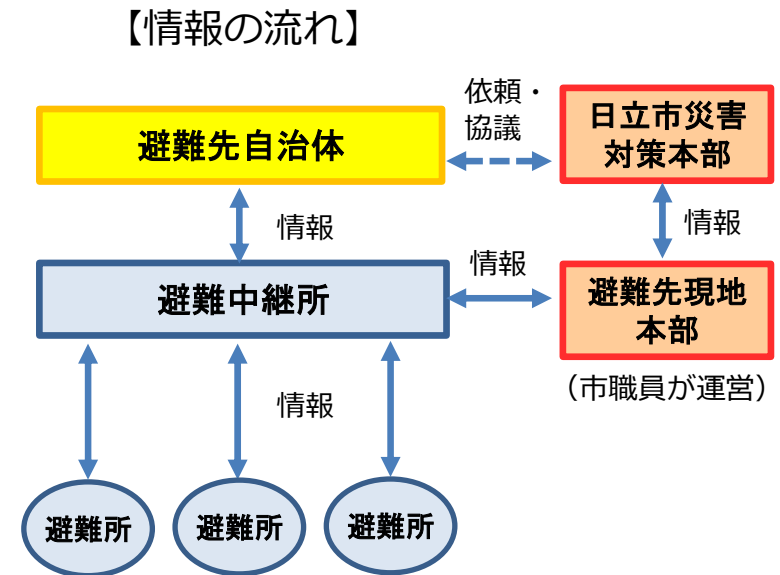 【情報の流れ】
依頼・
協議
避難先自治体
日立市災害
対策本部
情報
情報
避難中継所
情報
避難先現地
本部
（市職員が運営）
情報
避難所
避難所
避難所